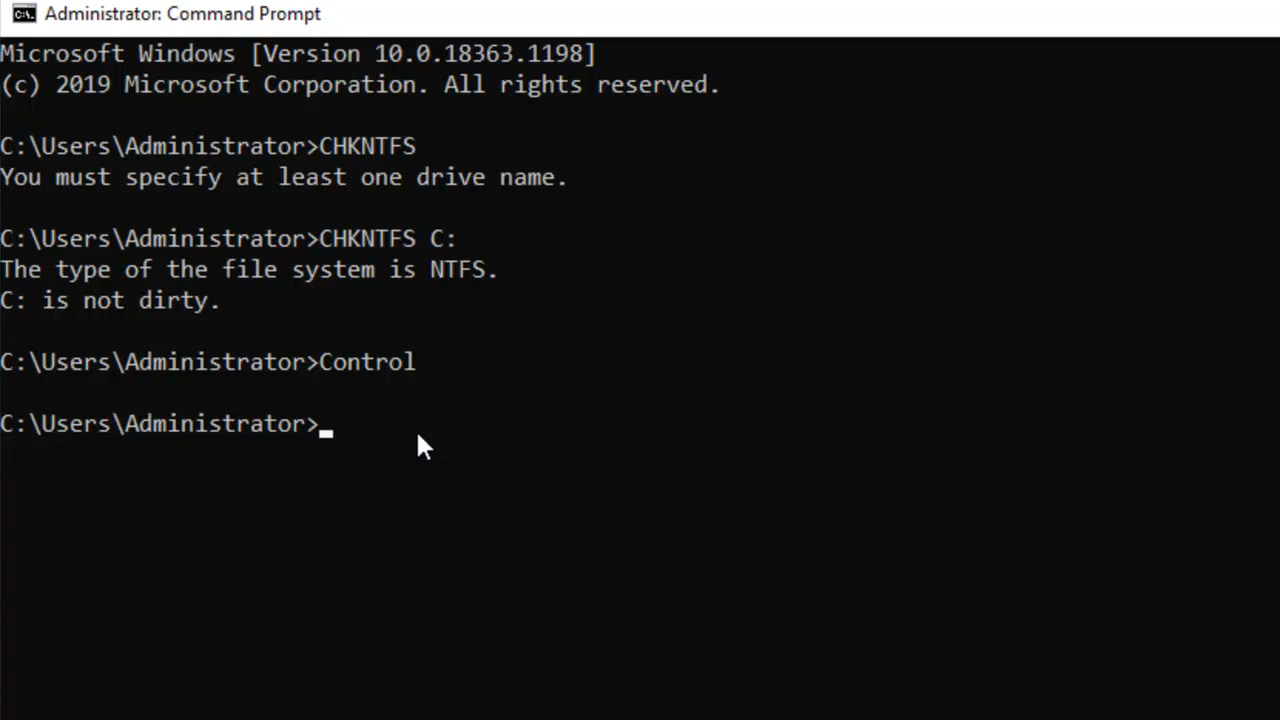 Administrator: Command Prompt
Microsoft Windows [Version 10.0.18363.1198]
(c) 2019 Microsoft Corporation. All rights reserved.
C:\Users\Administrator>CHKNTFS
You must specify at least one drive name.
C:\Users\Administrator>CHKNTFS C:
The type of the file system is NTFS.
C: is not dirty.
C:\Users\Administrator>Control
C:\Users\Administrator>